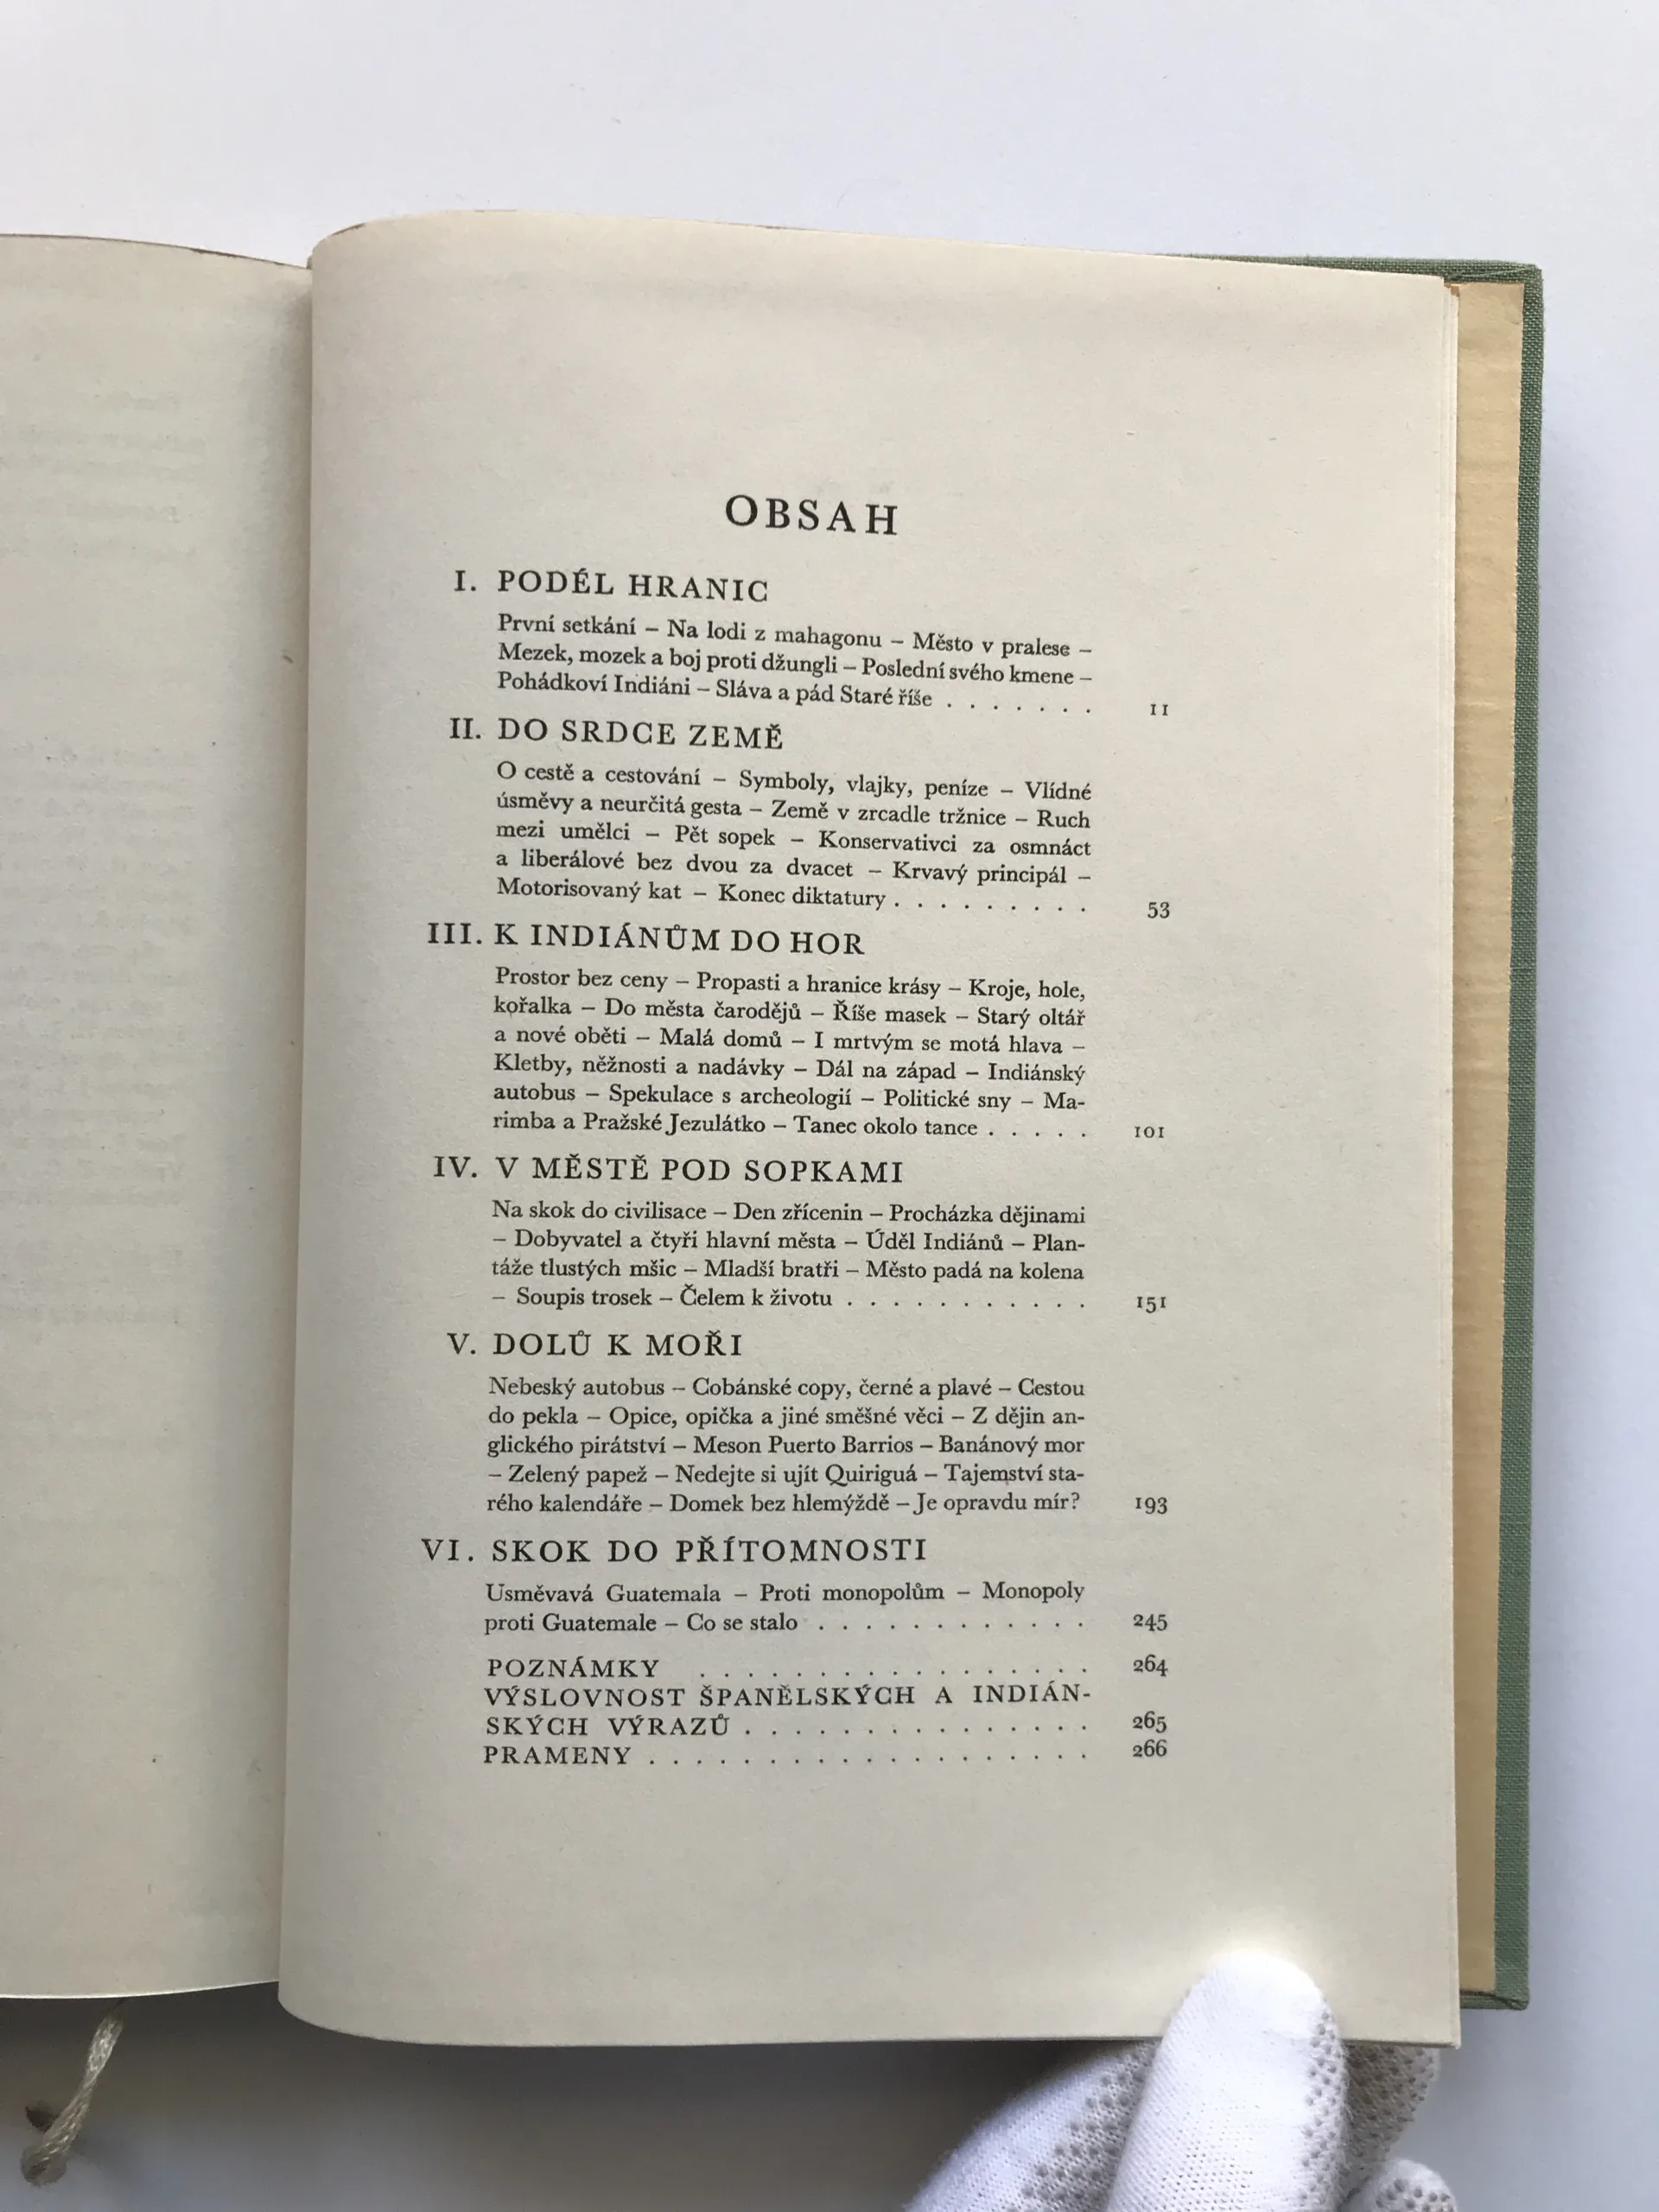 OBSAH
I. PODÉL HRANIC
První setkání – Na lodi z mahagonu – Město v pralese –
Mezek, mozek a boj proti džungli – Poslední svého kmene –
Pohádkoví Indiáni – Sláva a pád Staré říše . . . . . . . 11
II. DO SRDCE ZEMĚ
O cestě a cestování – Symboly, vlajky, peníze – Vlídné
úsměvy a neurčitá gesta – Země v zrcadle tržnice – Ruch
mezi umělci – Pět sopek – Konservativci za osmnáct
a liberálové bez dvou za dvacet – Krvavý principál –
Motorisovaný kat – Konec diktatury . . . . . . . . . 53
III. K INDIÁNŮM DO HOR
Prostor bez ceny – Propasti a hranice krásy – Kroje, hole,
kořalka – Do města čarodějů – Říše masek – Starý oltář
a nové oběti – Malá domů – I mrtvým se motá hlava –
Kletby, něžnosti a nadávky – Dál na západ – Indiánský
autobus – Spekulace s archeologií – Politické sny – Ma-
rimba a Pražské Jezulátko – Tanec okolo tance . . . . . 101
IV. V MĚSTĚ POD SOPKAMI
Na skok do civilisace – Den zřícenin – Procházka dějinami
– Dobyvatel a čtyři hlavní města – Úděl Indiánů – Plan-
táže tlustých mšic – Mladší bratři – Město padá na kolena
– Soupis trosek – Čelem k životu . . . . . . . . . . . 151
V. DOLŮ K MOŘI
Nebeský autobus – Cobánské copy, černé a plavé – Cestou
do pekla – Opice, opička a jiné směšné věci – Z dějin an-
glického pirátství – Meson Puerto Barrios – Banánový mor
– Zelený papež – Nedejte si ujít Quiriguá – Tajemství sta-
rého kalendáře – Domek bez hlemýždě – Je opravdu mír? 193
VI. SKOK DO PŘÍTOMNOSTI
Usměvavá Guatemala – Proti monopolům – Monopoly
proti Guatemale – Co se stalo . . . . . . . . . . . . 245
POZNÁMKY . . . . . . . . . . . . . . . . . 264
VÝSLOVNOST ŠPANĚLSKÝCH A INDIÁN-
SKÝCH VÝRAZŮ . . . . . . . . . . . . . . . 265
PRAMENY . . . . . . . . . . . . . . . . . . . 266